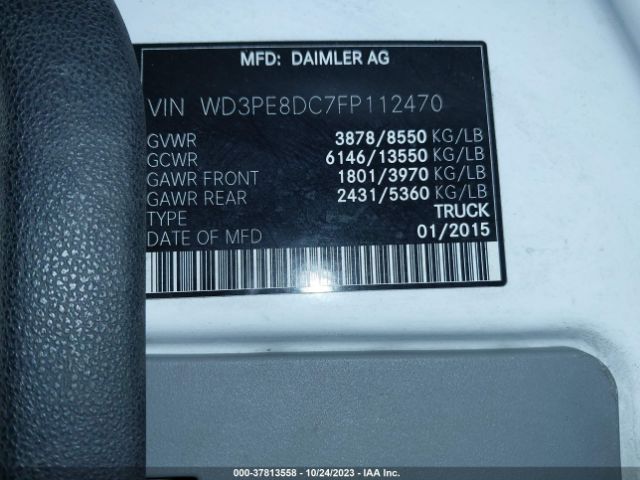 MFD: DAIMLER AG
VIN WD3PE8DC7FP112470
GVWR 3878/8550 KG/LB
GCWR 6146/13550 KG/LB
GAWR FRONT 1801/3970 KG/LB
GAWR REAR 2431/5360 KG/LB
TYPE TRUCK
DATE OF MFD 01/2015
000-37813558 - 10/24/2023 - IAA Inc.